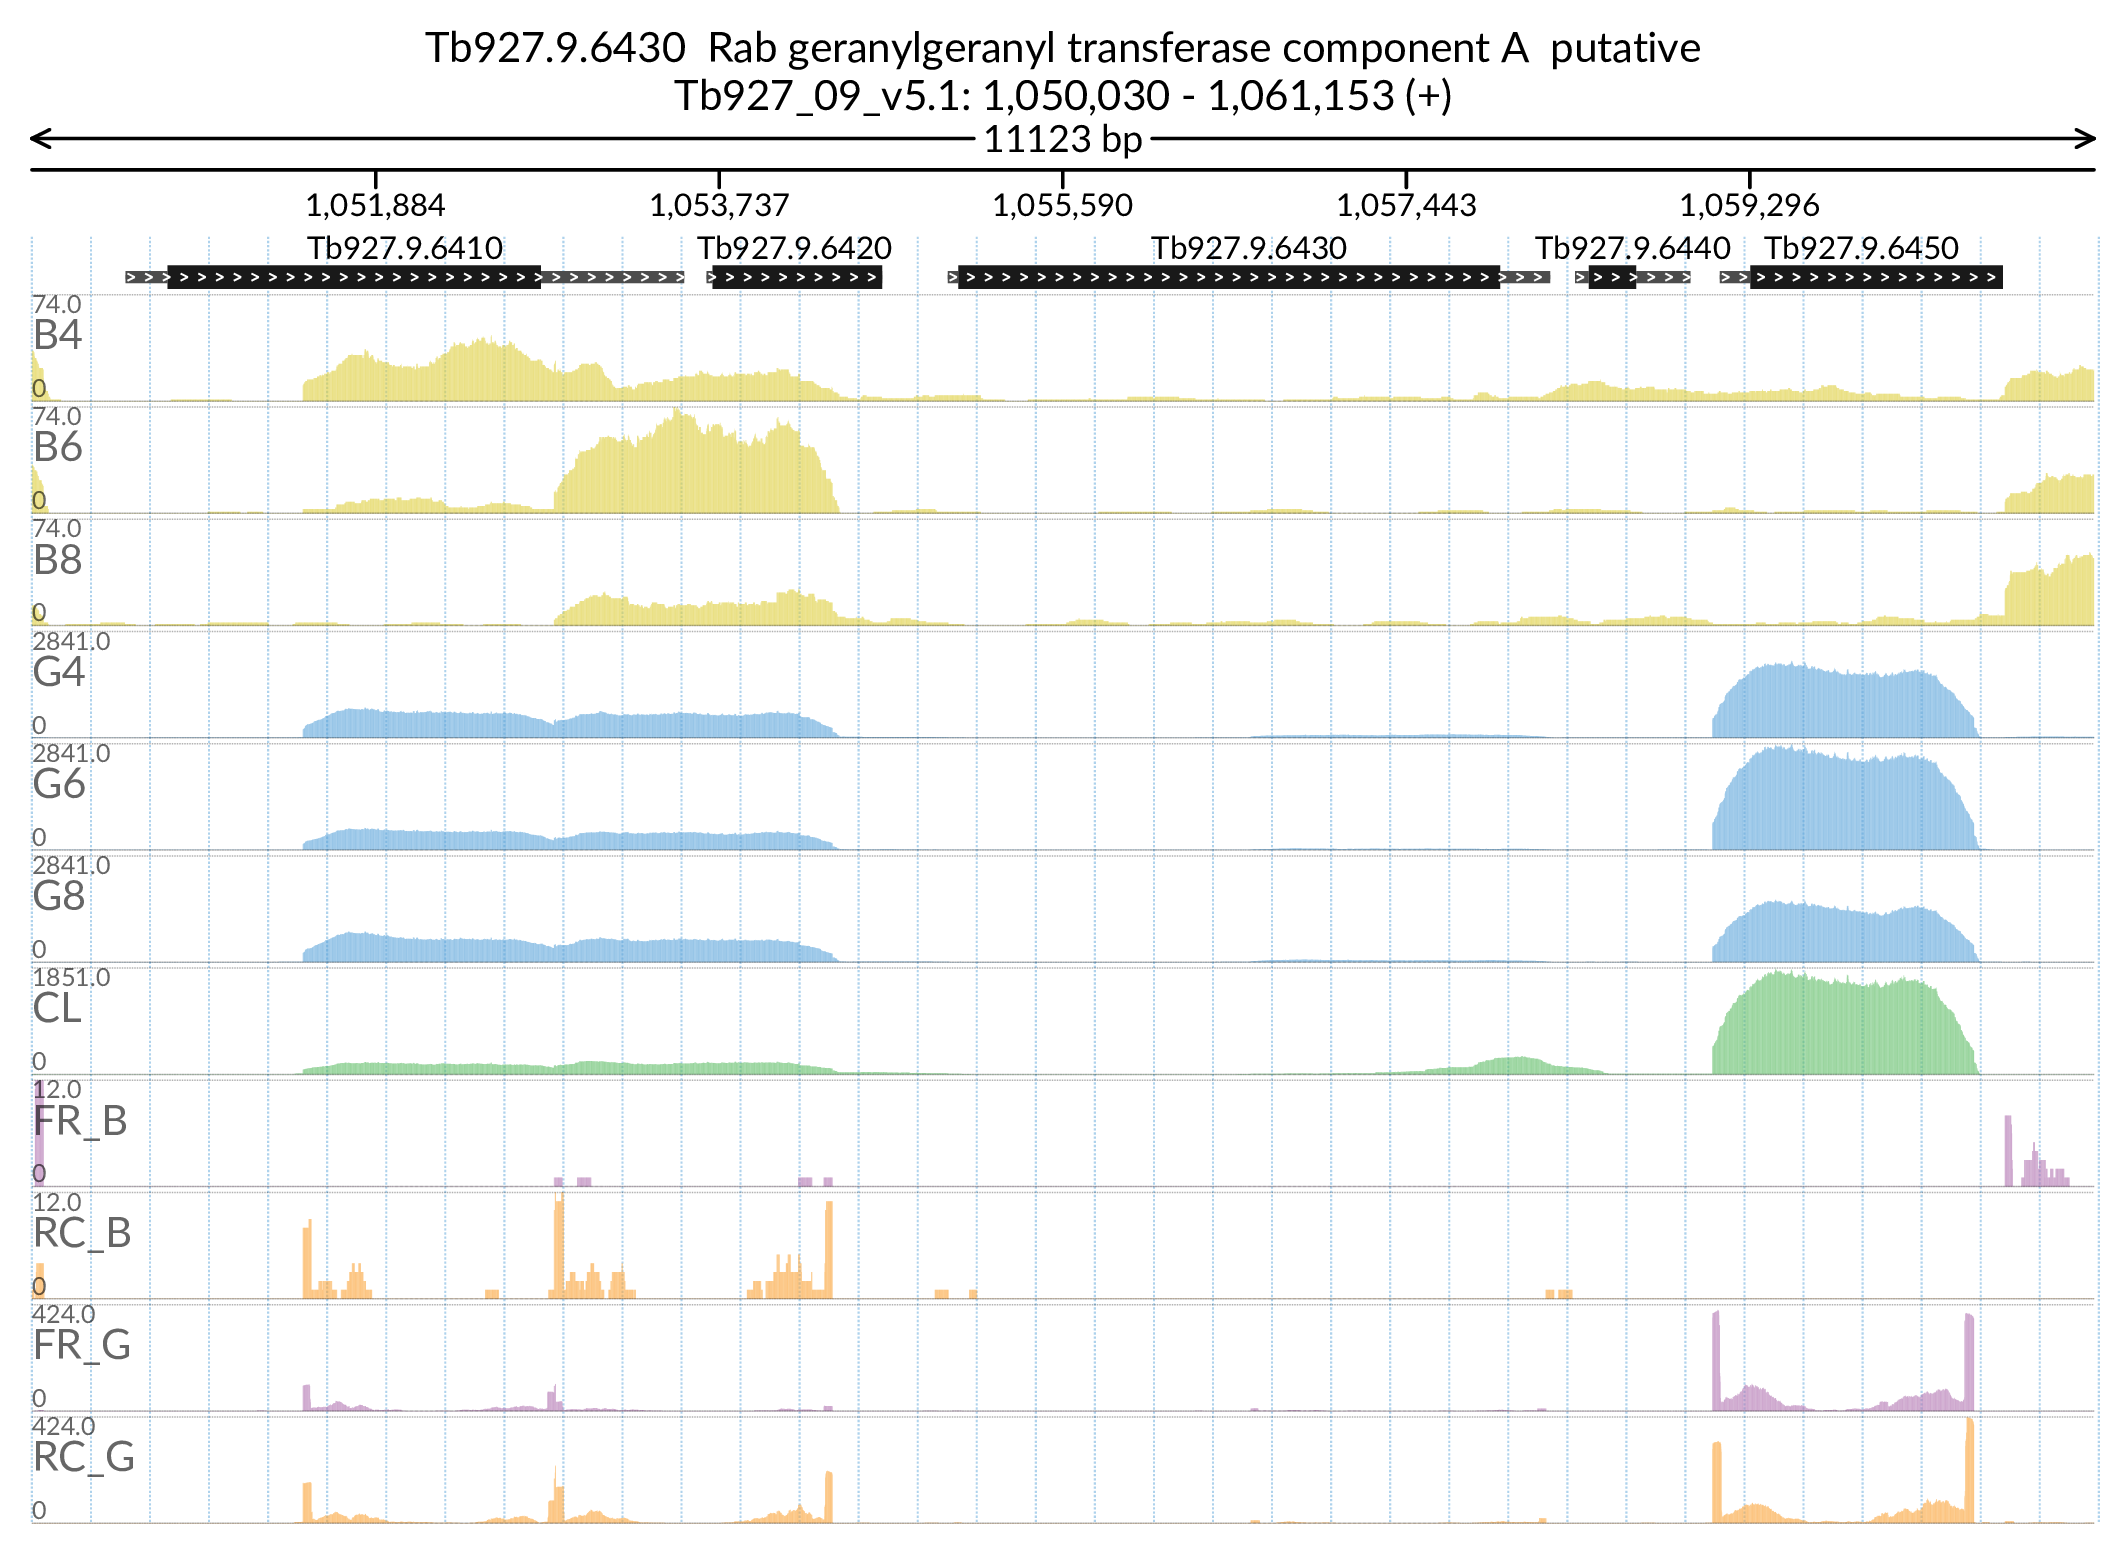 Tb927.9.6430  Rab geranylgeranyl transferase component A  putative
Tb927_09_v5.1: 1,050,030 - 1,061,153 (+)
11123 bp
1,051,884 1,053,737 1,055,590 1,057,443 1,059,296
Tb927.9.6410 Tb927.9.6420 Tb927.9.6430 Tb927.9.6440 Tb927.9.6450
74.0
B4
0
74.0
B6
0
74.0
B8
0
2841.0
G4
0
2841.0
G6
0
2841.0
G8
0
1851.0
CL
0
12.0
FR_B
0
12.0
RC_B
0
424.0
FR_G
0
424.0
RC_G
0